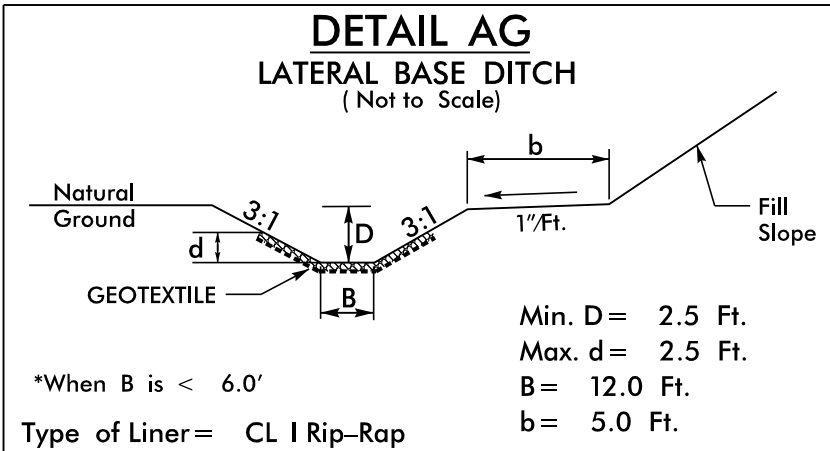 DETAIL AG
LATERAL BASE DITCH
( Not to Scale)
b
Natural
Ground
3:1
D
3:1
1"/Ft.
Fill
Slope
d
GEOTEXTILE
B
Min. D = 2.5 Ft.
Max. d = 2.5 Ft.
*When B is < 6.0'
B = 12.0 Ft.
b = 5.0 Ft.
Type of Liner = CL I Rip-Rap